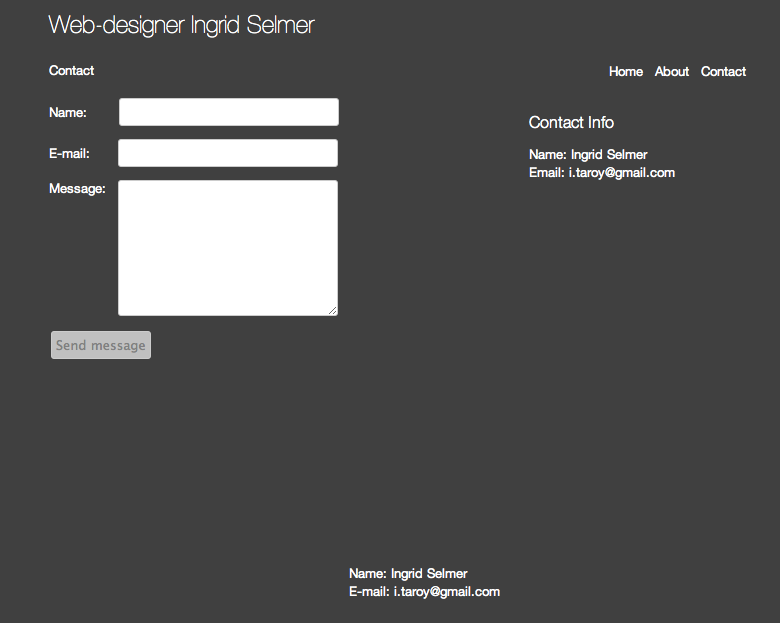 Web-designer Ingrid Selmer
Contact
Home About Contact
Name:
E-mail:
Message:
Send message
Contact Info
Name: Ingrid Selmer
Email: i.taroy@gmail.com
Name: Ingrid Selmer
E-mail: i.taroy@gmail.com